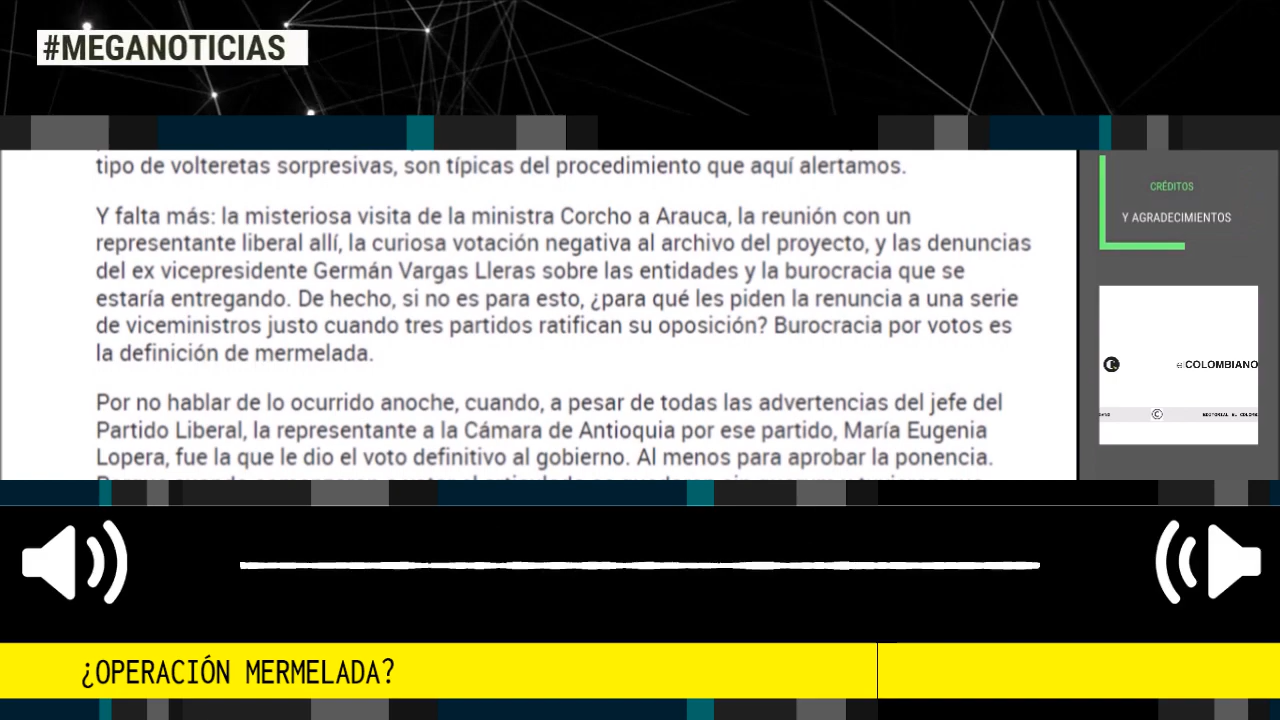 #MEGANOTICIAS
tipo de volteretas sorpresivas, son típicas del procedimiento que aquí alertamos.
Y falta más: la misteriosa visita de la ministra Corcho a Arauca, la reunión con un
representante liberal allí, la curiosa votación negativa al archivo del proyecto, y las denuncias
del ex vicepresidente Germán Vargas Lleras sobre las entidades y la burocracia que se
estaría entregando. De hecho, si no es para esto, ¿para qué les piden la renuncia a una serie
de viceministros justo cuando tres partidos ratifican su oposición? Burocracia por votos es
la definición de mermelada.
Por no hablar de lo ocurrido anoche, cuando, a pesar de todas las advertencias del jefe del
Partido Liberal, la representante a la Cámara de Antioquia por ese partido, María Eugenia
Lopera, fue la que le dio el voto definitivo al gobierno. Al menos para aprobar la ponencia.
CRÉDITOS
Y AGRADECIMIENTOS
el COLOMBIANO
¿OPERACIÓN MERMELADA?